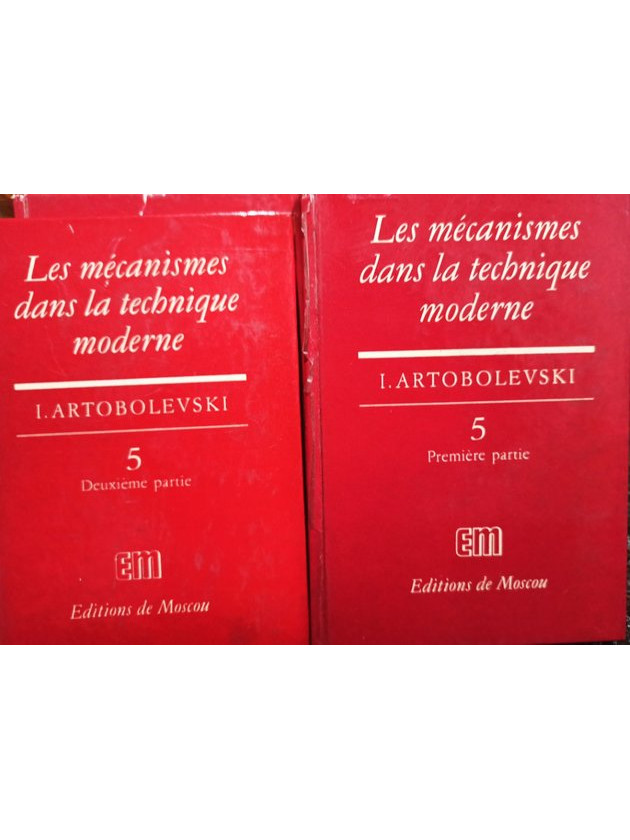 Les mécanismes
dans la technique
moderne
I. ARTOBOLEVSKI
5
Deuxième partie
EM
Editions de Moscou
Les mécanismes
dans la technique
moderne
I. ARTOBOLEVSKI
5
Première partie
EM
Editions de Moscou